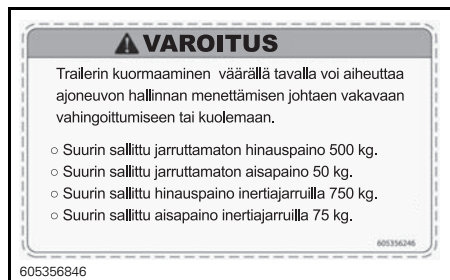 VAROITUS
Trailerin kuormaaminen väärällä tavalla voi aiheuttaa
ajoneuvon hallinnan menettämisen johtaen vakavaan
vahingoittumiseen tai kuolemaan.
○ Suurin sallittu jarruttamaton hinauspaino 500 kg.
○ Suurin sallittu jarruttamaton aisapaino 50 kg.
○ Suurin sallittu hinauspaino inertiajarruilla 750 kg.
○ Suurin sallittu aisapaino inertiajarruilla 75 kg.
605356246
605356846